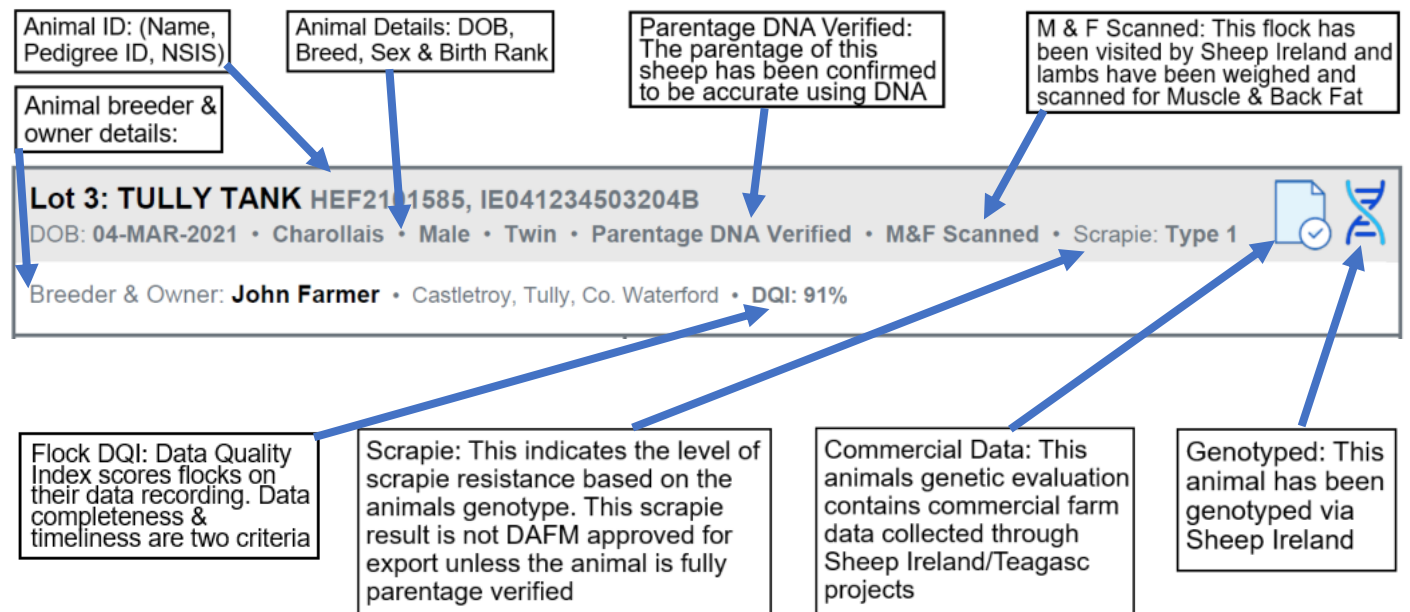 Animal ID: (Name,
Pedigree ID, NSIS)
Animal Details: DOB,
Breed, Sex & Birth Rank
Parentage DNA Verified:
The parentage of this
sheep has been confirmed
to be accurate using DNA
M & F Scanned: This flock has
been visited by Sheep Ireland and
lambs have been weighed and
scanned for Muscle & Back Fat
Animal breeder &
owner details:
Lot 3: TULLY TANK HEF2101585, IE041234503204B
DOB: 04-MAR-2021 • Charollais • Male • Twin • Parentage DNA Verified • M&F Scanned • Scrapie: Type 1
Breeder & Owner: John Farmer • Castletroy, Tully, Co. Waterford • DQI: 91%
Flock DQI: Data Quality
Index scores flocks on
their data recording. Data
completeness &
timeliness are two criteria
Scrapie: This indicates the level of
scrapie resistance based on the
animals genotype. This scrapie
result is not DAFM approved for
export unless the animal is fully
parentage verified
Commercial Data: This
animals genetic evaluation
contains commercial farm
data collected through
Sheep Ireland/Teagasc
projects
Genotyped: This
animal has been
genotyped via
Sheep Ireland